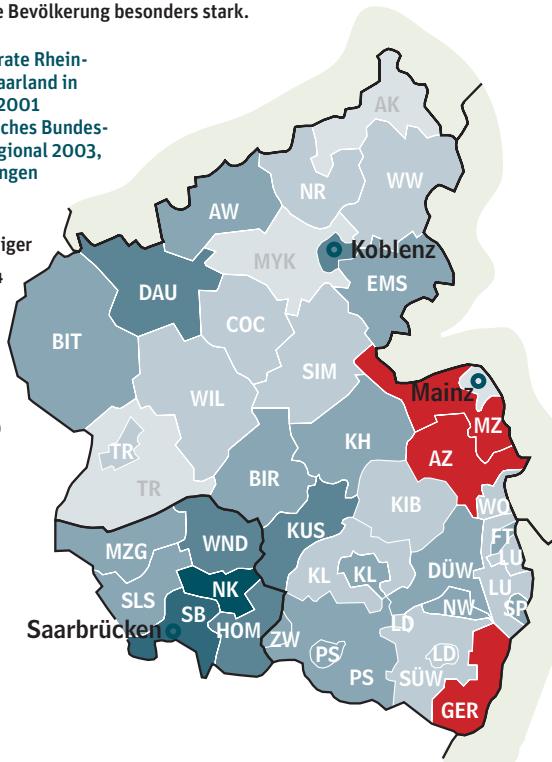 e Bevölkerung besonders stark.
rate Rhein-
aarland in
2001
ches Bundes-
gional 2003,
ngen
iger
4
)
AK
NR
WW
AW
MYK
Koblenz
EMS
DAU
BIT
COC
SIM
WIL
Mainz
MZ
AZ
KH
TR
TR
BIR
KIB
WO
KUS
FT
LU
MZG
WND
KL
KL
DÜW
LU
NK
NW
SP
SLS
SB
Saarbrücken
HOM
ZW
LD
PS
PS
LD
SÜW
GER